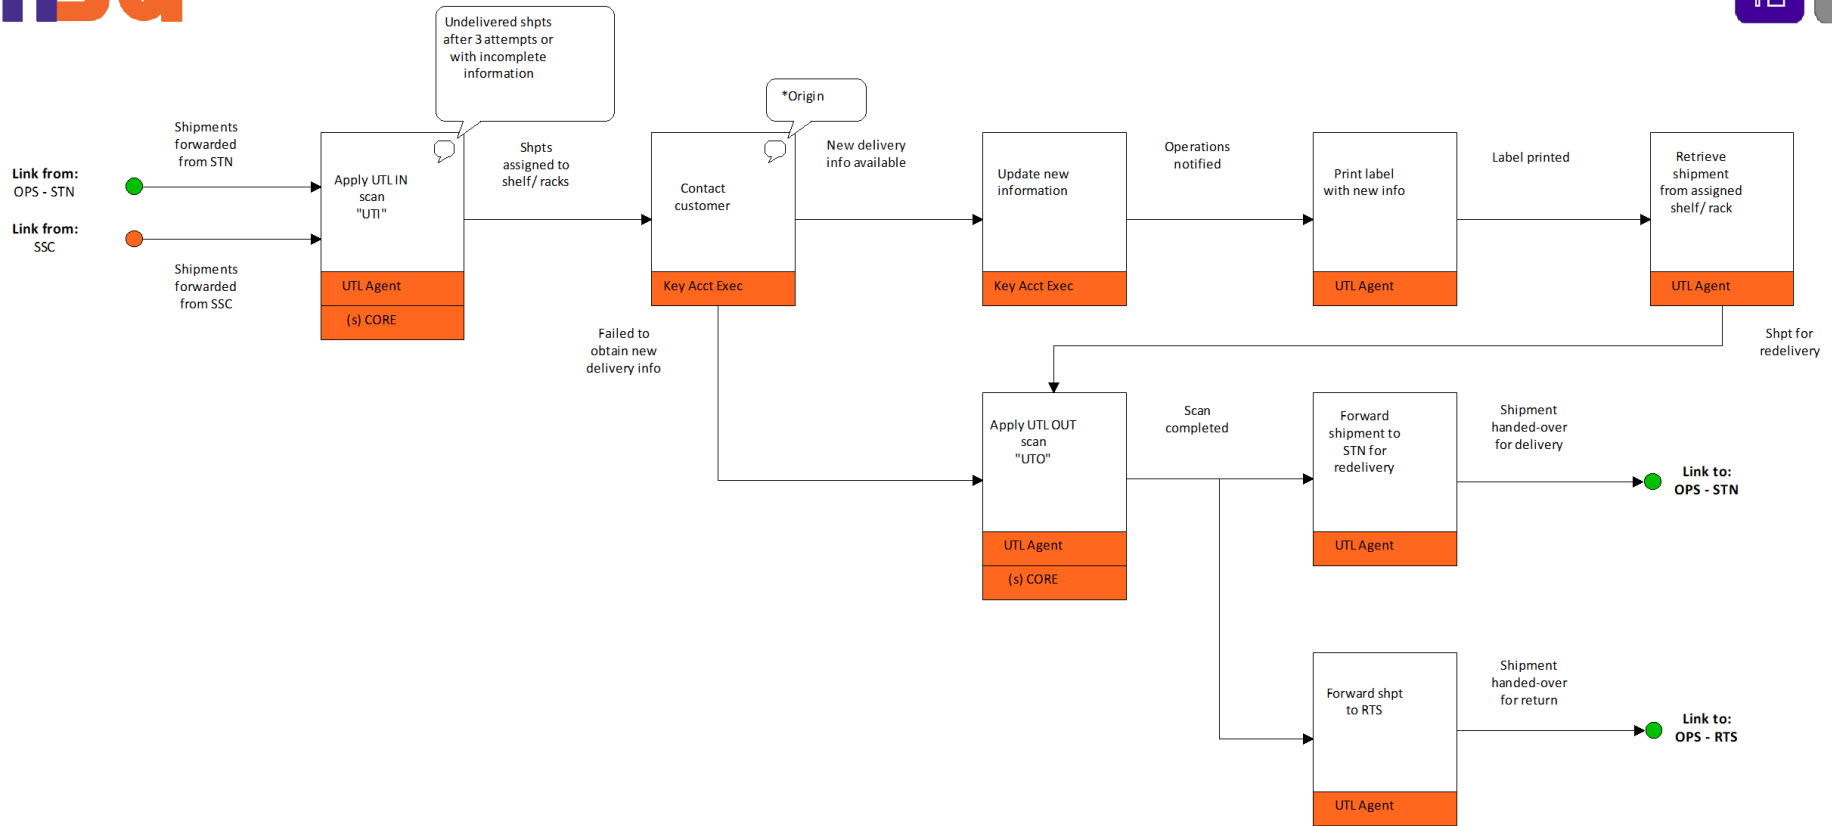 Undelivered shpts
after 3 attempts or
with incomplete
information
*Origin
Shipments
forwarded
from STN
Link from:
OPS - STN
Link from:
SSC
Shipments
forwarded
from SSC
Apply UTL IN
scan
"UTI"
UTL Agent
(s) CORE
Shpts
assigned to
shelf/ racks
Contact
customer
Key Acct Exec
New delivery
info available
Update new
information
Key Acct Exec
Operations
notified
Print label
with new info
UTL Agent
Label printed
Retrieve
shipment
from assigned
shelf/ rack
UTL Agent
Failed to
obtain new
delivery info
Shpt for
redelivery
Apply UTL OUT
scan
"UTO"
UTL Agent
(s) CORE
Scan
completed
Forward
shipment to
STN for
redelivery
UTL Agent
Shipment
handed-over
for delivery
Link to:
OPS - STN
Forward shpt
to RTS
UTL Agent
Shipment
handed-over
for return
Link to:
OPS - RTS